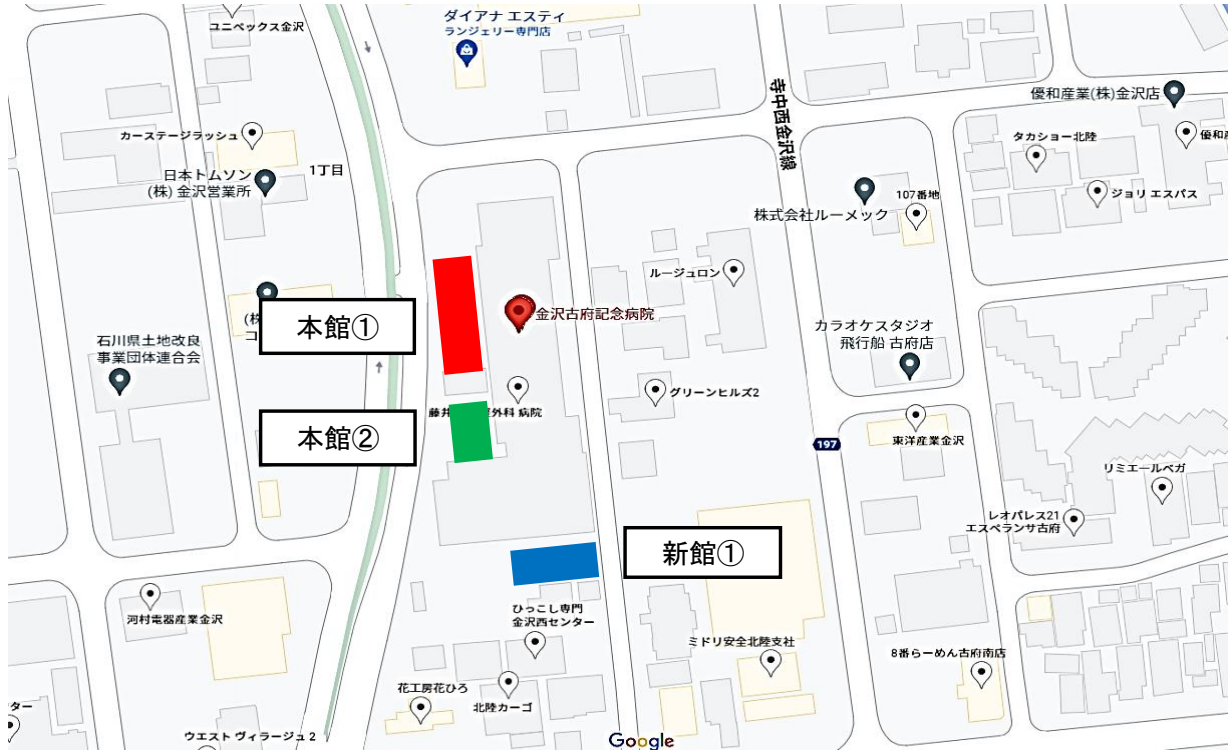 ユニペックス金沢
ダイアナ エスティ
ランジェリー専門店
優和産業(株)金沢店
カーステージラッシュ
寺中西金沢線
タカショー北陸
優和
日本トムソン
(株) 金沢営業所
1丁目
107番地
ジョリ エスパス
株式会社ルーメック
ルージュロン
金沢古府記念病院
本館①
(株
コ
カラオケスタジオ
飛行船 古府店
石川県土地改良
事業団体連合会
グリーンヒルズ2
藤井
外科 病院
本館②
197
東洋産業金沢
リミエールベガ
レオパレス21
エスペランサ古府
新館①
河村電器産業金沢
ひっこし専門
金沢西センター
ミドリ安全北陸支社
8番らーめん古府南店
花工房花ひろ
北陸カーゴ
ター
ウエスト ヴィラージュ 2
Google